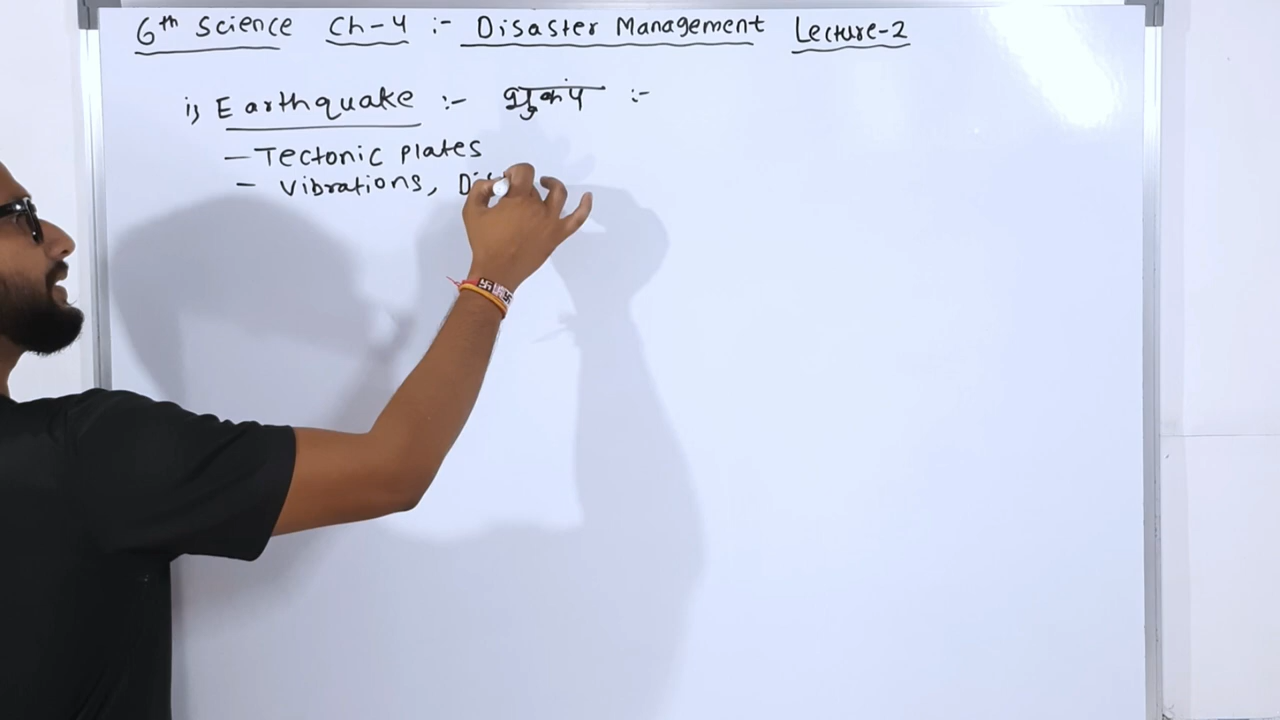 6th Science Ch-4 :- Disaster Management Lecture-2
i) Earthquake :- भूकंप :-
- Tectonic plates
- Vibrations,